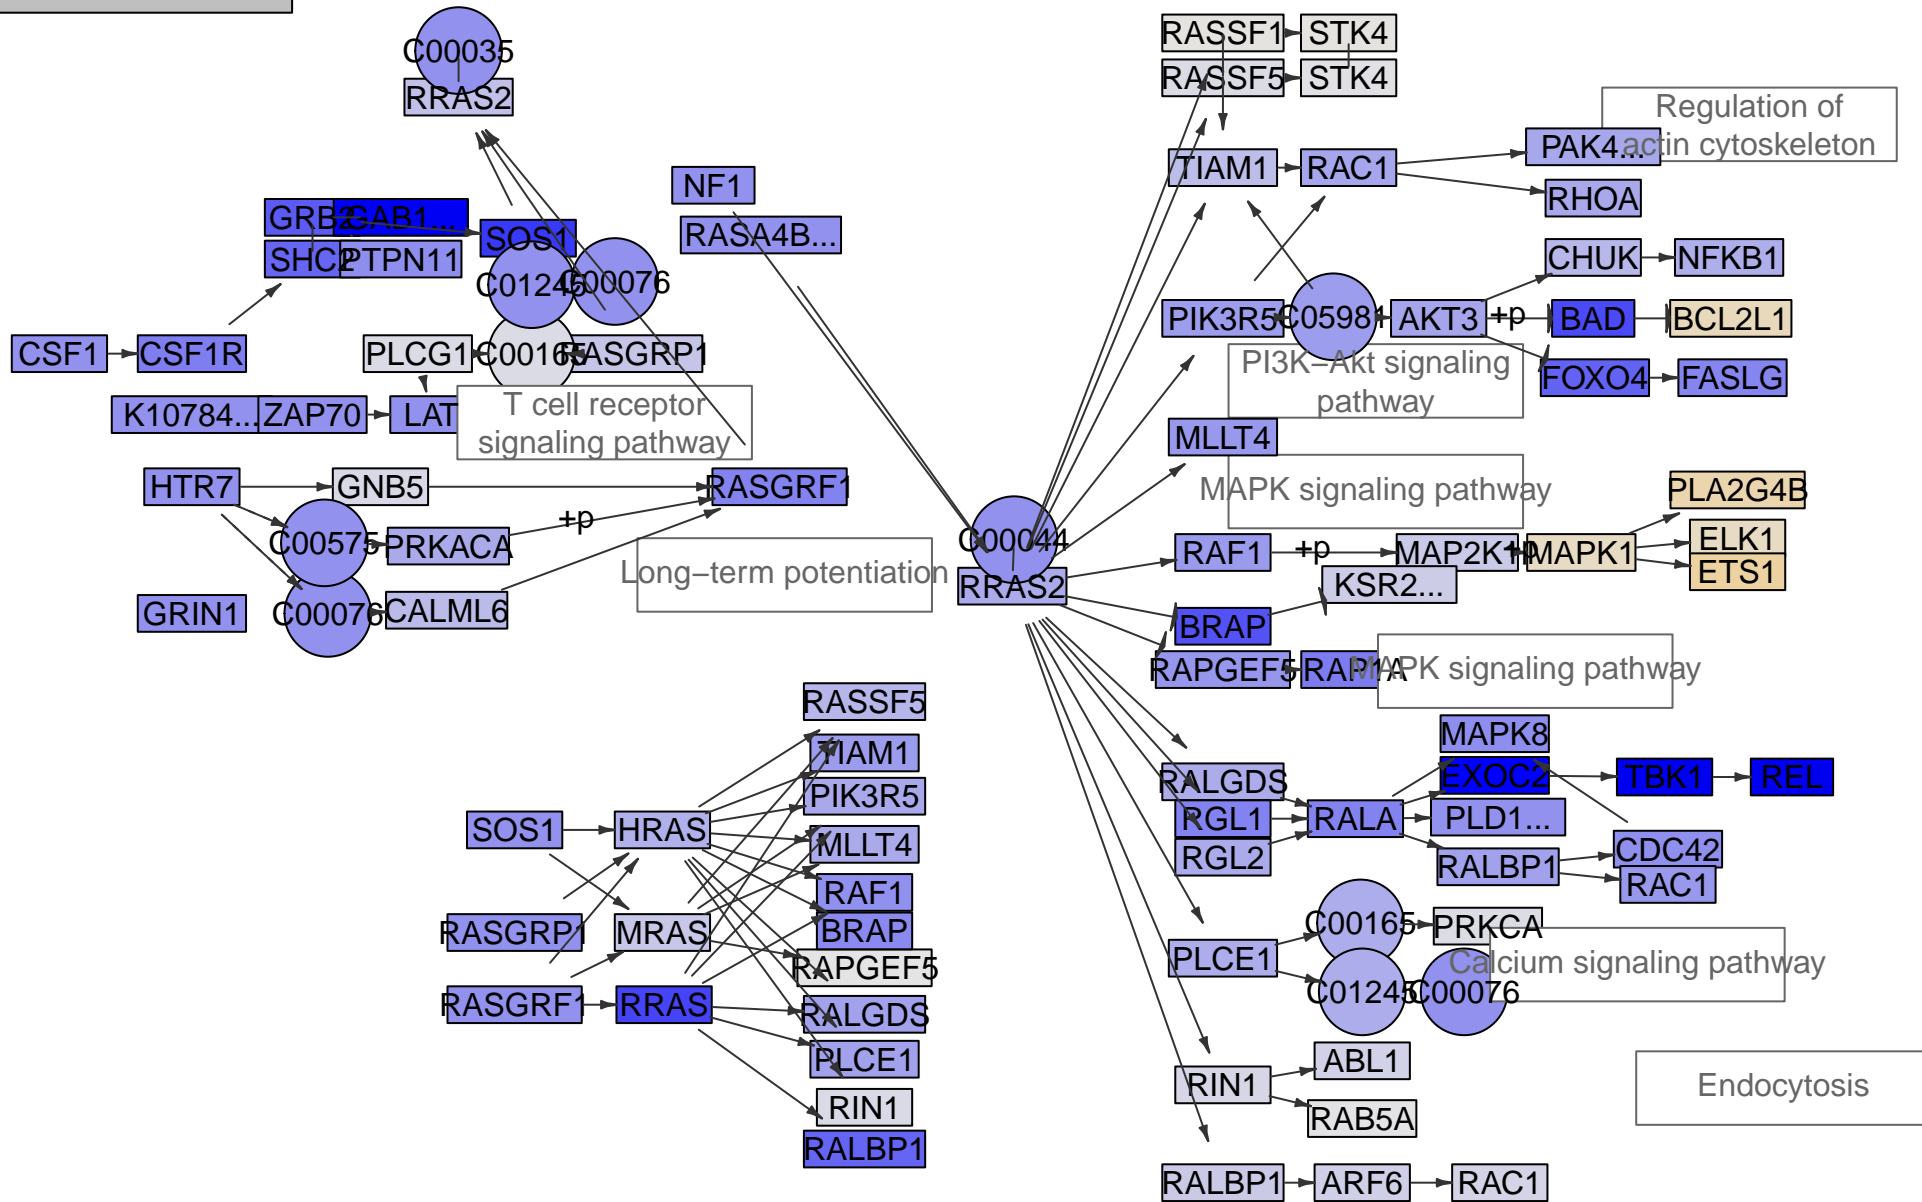 C00035
RRAS2
NF1
RASA4B...
GRB2
GAB1...
SOS1
SHC2
PTPN11
C01245
C00076
CSF1
CSF1R
PLCG1
C00165
RASGRP1
K10784...
ZAP70
LAT
T cell receptor
signaling pathway
HTR7
GNB5
RASGRF1
C00575
PRKACA
+p
GRIN1
C00076
CALML6
Long−term potentiation
C00044
RRAS2
RASSF1
STK4
RASSF5
STK4
Regulation of
actin cytoskeleton
TIAM1
RAC1
PAK4...
RHOA
CHUK
NFKB1
PIK3R5
C05981
AKT3
+p
BAD
BCL2L1
PI3K−Akt signaling
pathway
FOXO4
FASLG
MLLT4
MAPK signaling pathway
PLA2G4B
RAF1
+p
MAP2K1
+p
MAPK1
ELK1
ETS1
KSR2...
BRAP
RAPGEF5
RAP1A
MAPK signaling pathway
MAPK8
RALGDS
EXOC2
TBK1
REL
RGL1
RALA
PLD1...
RGL2
RALBP1
CDC42
RAC1
C00165
PRKCA
PLCE1
Calcium signaling pathway
C01245
C00076
ABL1
RIN1
RAB5A
Endocytosis
RALBP1
ARF6
RAC1
RASSF5
TIAM1
PIK3R5
SOS1
HRAS
MLLT4
RAF1
RASGRP1
MRAS
BRAP
RAPGEF5
RASGRF1
RRAS
RALGDS
PLCE1
RIN1
RALBP1